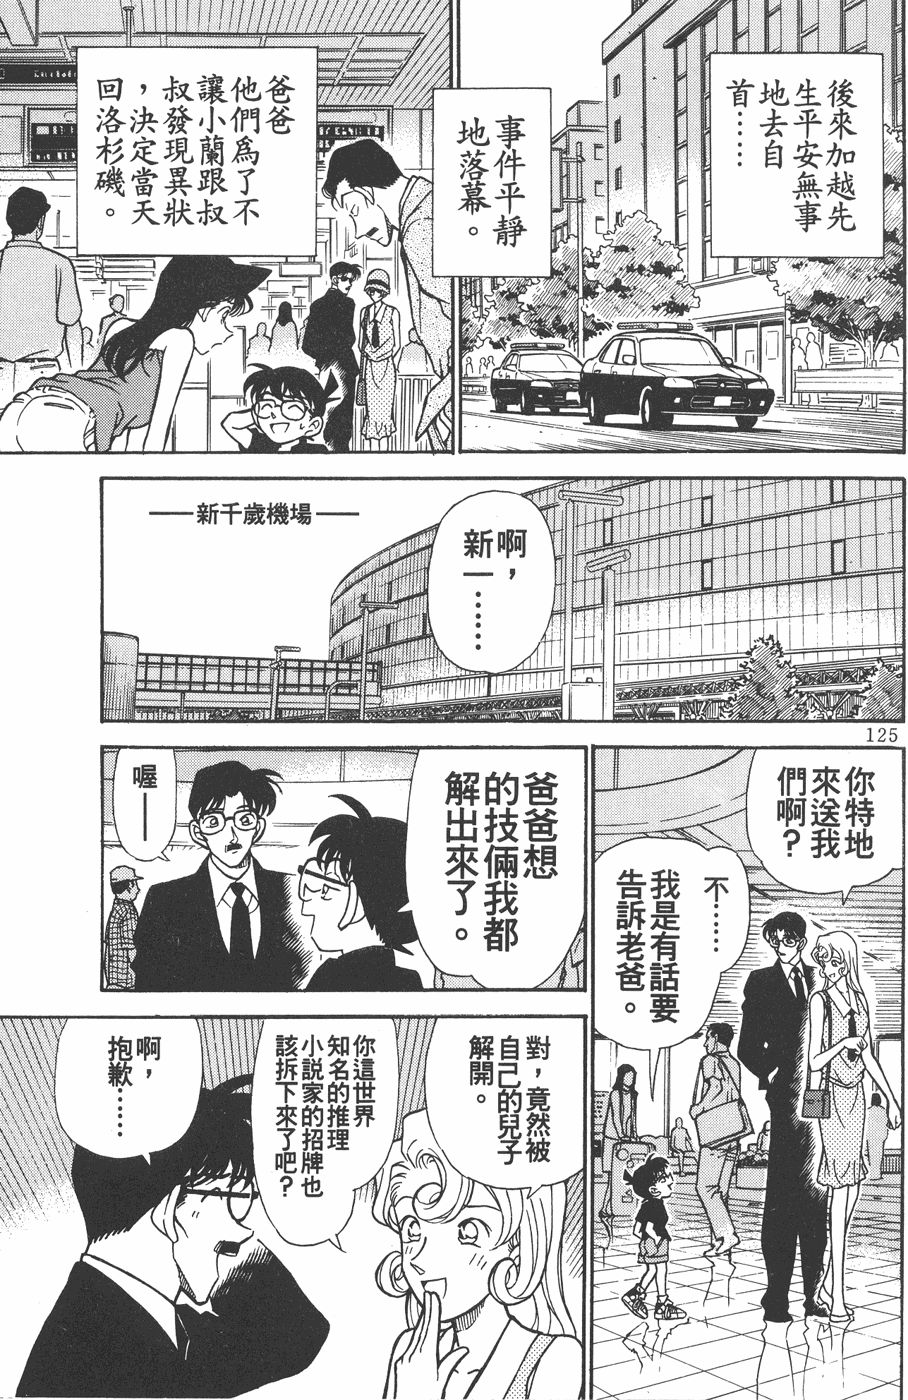 後來加越先
生平安無事
地去自
首……
事件平靜
地落幕。
爸爸
他們為了不
讓小蘭跟叔
叔發現異狀
，決定當天
回洛杉磯。
——新千歲機場——
啊，
新一……
125
你特地
來送我
們啊？
不……
我是有話要
告訴老爸。
爸爸想
的技倆我都
解出來了。
喔——
對，竟然被
自己的兒子
解開。
你這世界
知名的推理
小說家的招牌也
該拆下來了吧？
啊，
抱歉……